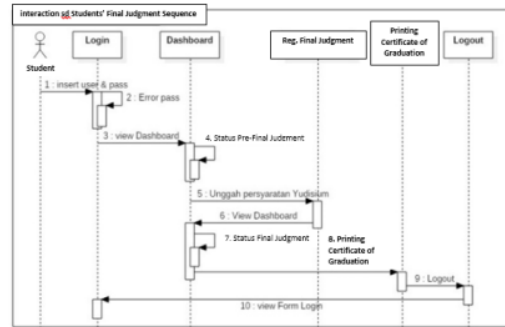 interaction sd Students' Final Judgment Sequence
Login
Dashboard
Reg. Final Judgment
Printing
Certificate of
Graduation
Logout
Student
1 : insert user & pass
2 : Error pass
3 : view Dashboard
4. Status Pre-Final Judgment
5 : Unggah persyaratan Yudisium
6 : View Dashboard
7. Status Final Judgment
8. Printing
Certificate of
Graduation
9 : Logout
10 : view Form Login